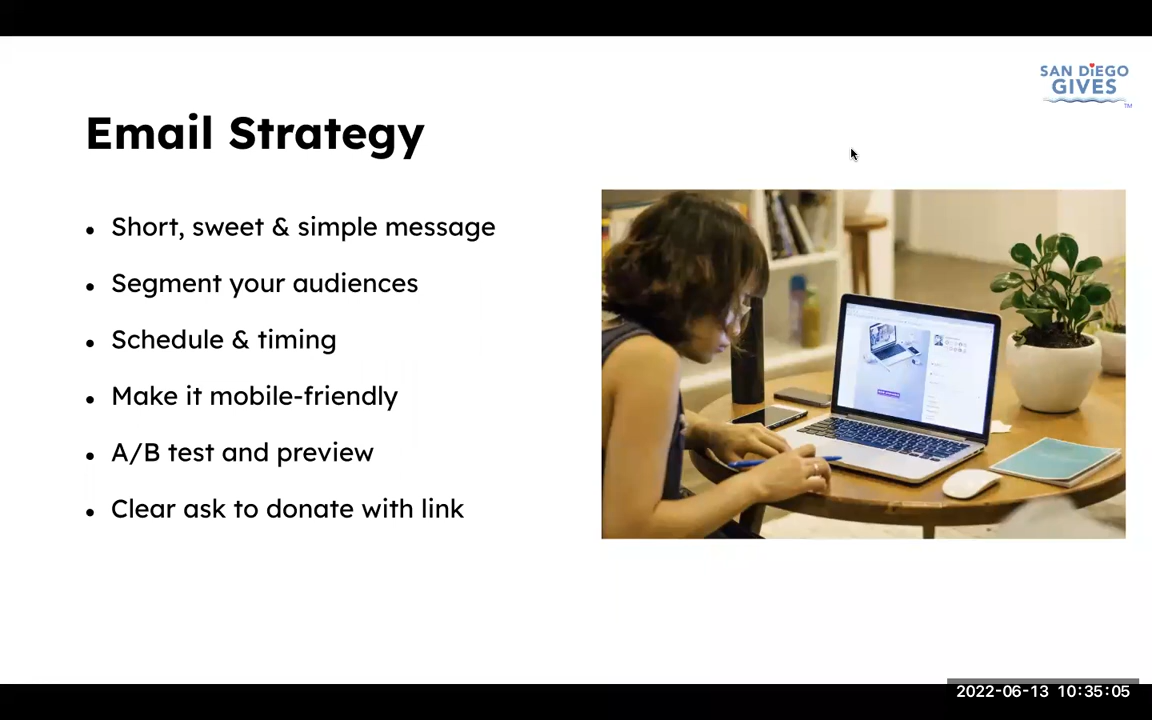 SAN DiEGO
GIVES
TM
Email Strategy
• Short, sweet & simple message
• Segment your audiences
• Schedule & timing
• Make it mobile-friendly
• A/B test and preview
• Clear ask to donate with link
2022-06-13 10:35:05